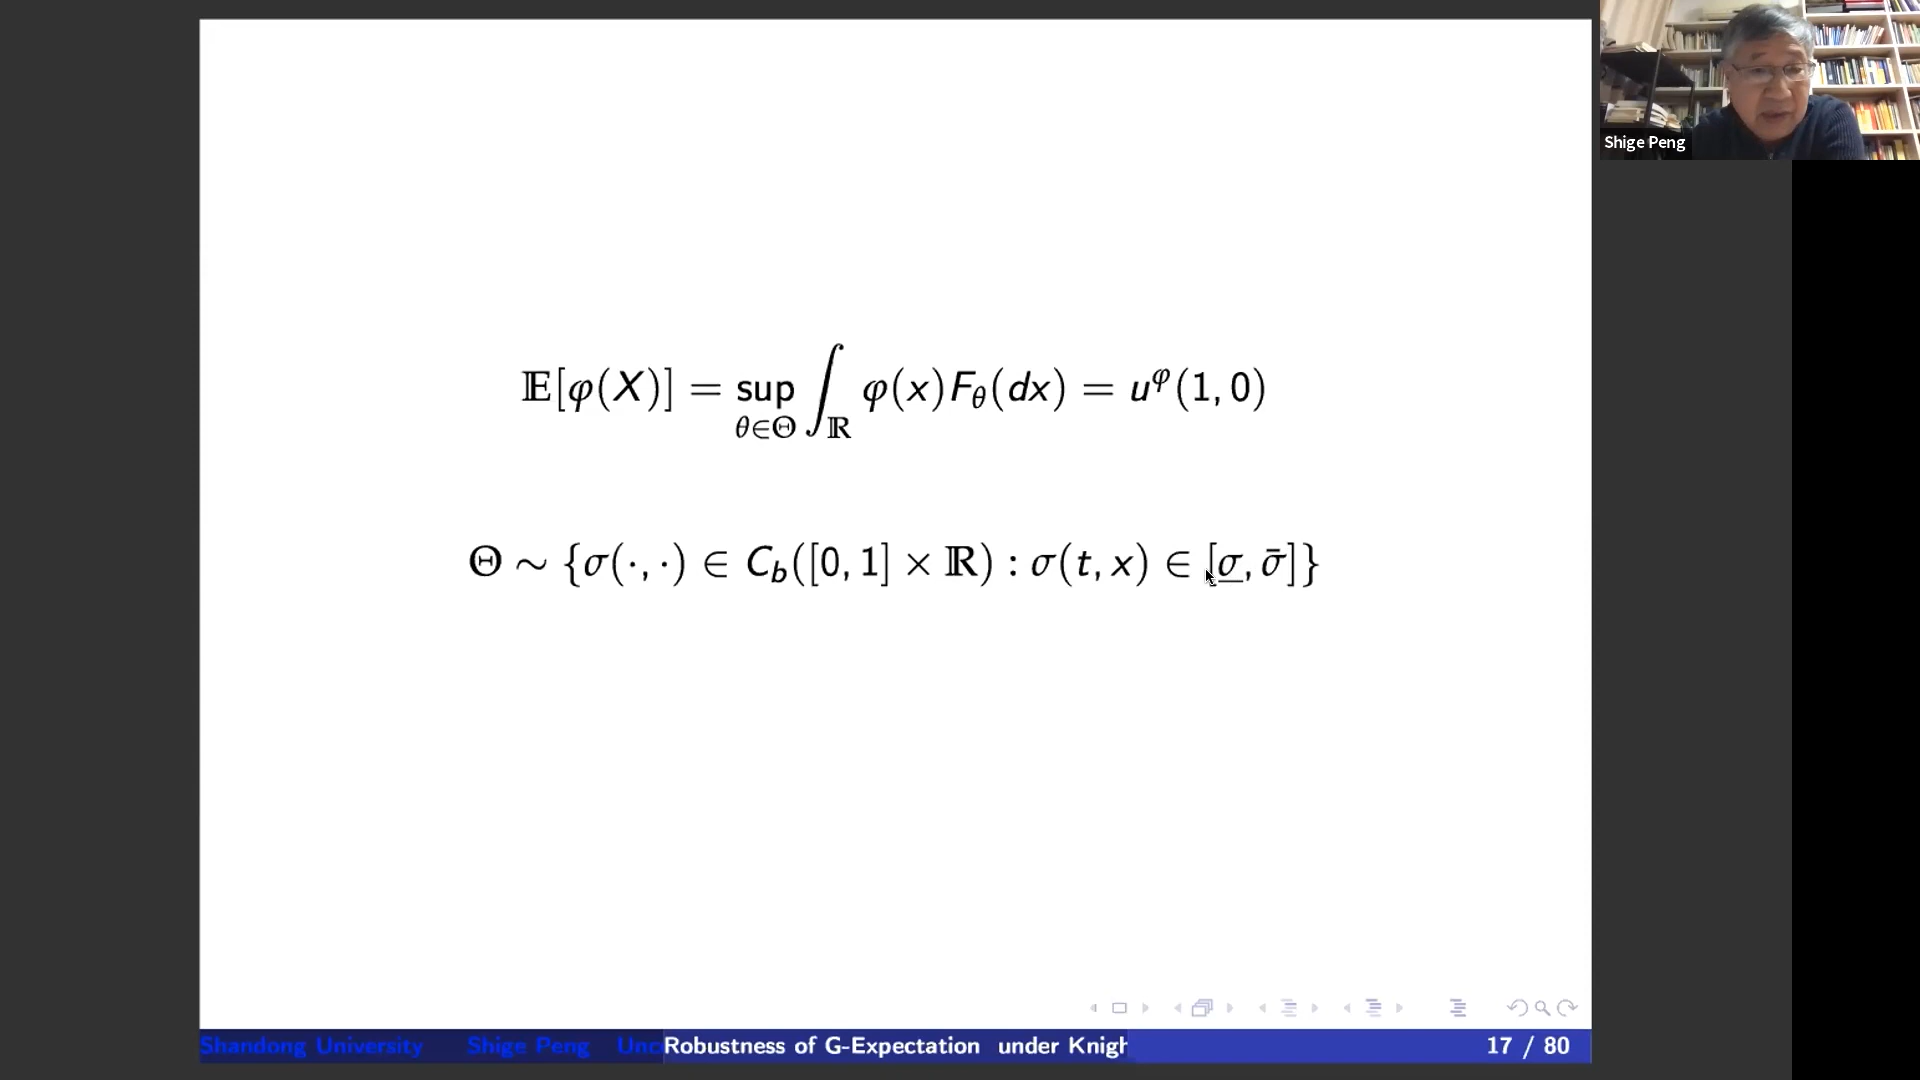 Shige Peng
𝔼[φ(X)] = sup_{θ∈Θ} ∫_ℝ φ(x)F_θ(dx) = u^φ(1, 0)
Θ ∼ {σ(·, ·) ∈ C_b([0, 1] × ℝ) : σ(t, x) ∈ [σ̲, σ̄]}
Shandong University Shige Peng Unc Robustness of G-Expectation under Knigh 17 / 80